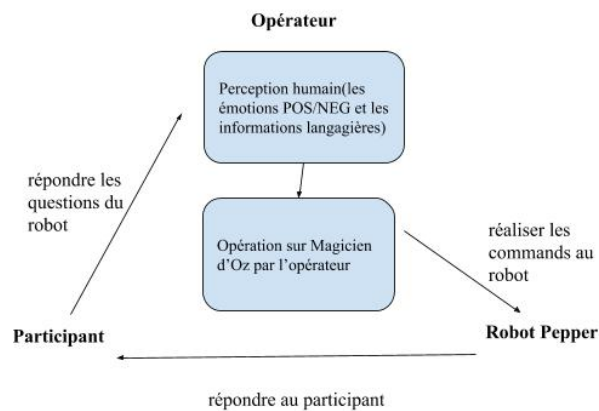 Opérateur
Perception humain(les
émotions POS/NEG et les
informations langagières)
répondre les
questions du
robot
Opération sur Magicien
d'Oz par l'opérateur
réaliser les
commands au
robot
Participant
Robot Pepper
répondre au participant